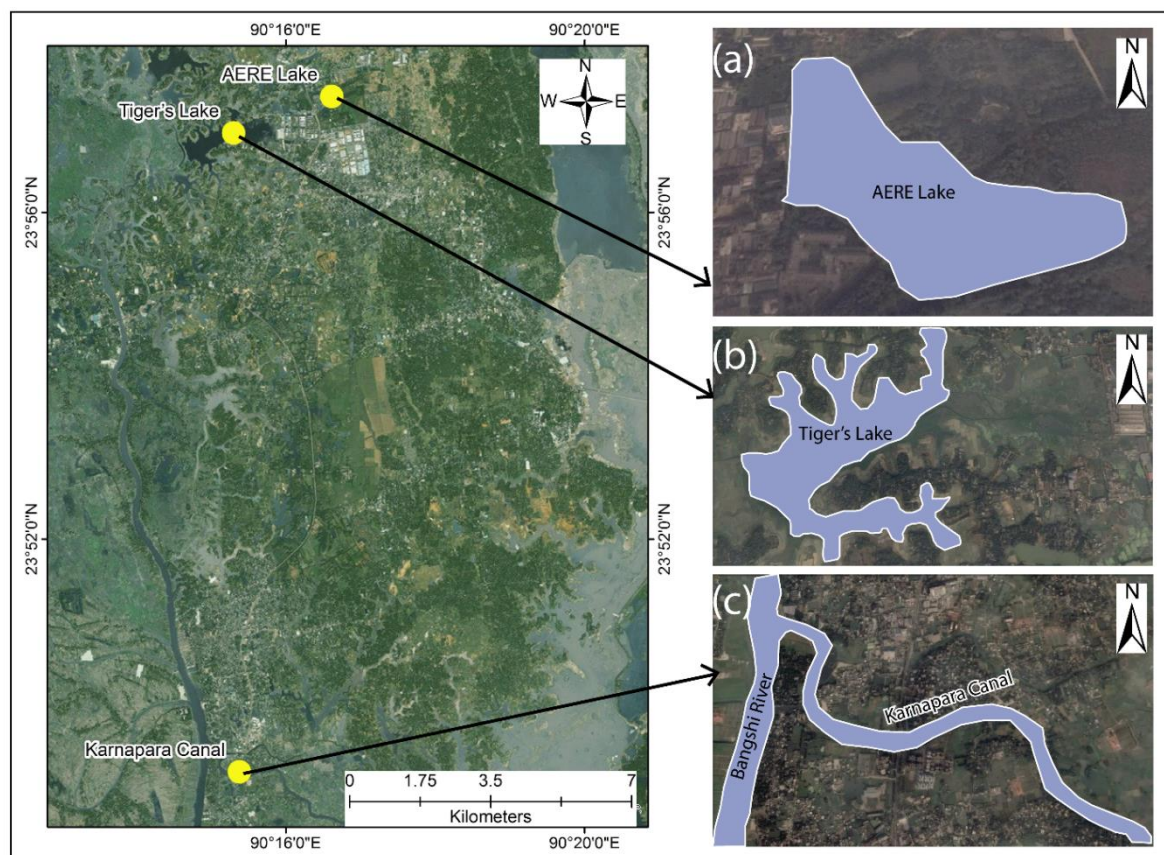 90°16'0"E
90°20'0"E
AERE Lake
Tiger's Lake
N
W
E
S
23°56'0"N
23°56'0"N
23°52'0"N
23°52'0"N
Karnapara Canal
0
1.75
3.5
7
Kilometers
90°16'0"E
90°20'0"E
(a)
N
AERE Lake
(b)
N
Tiger's Lake
(c)
N
Bangshi River
Karnapara Canal